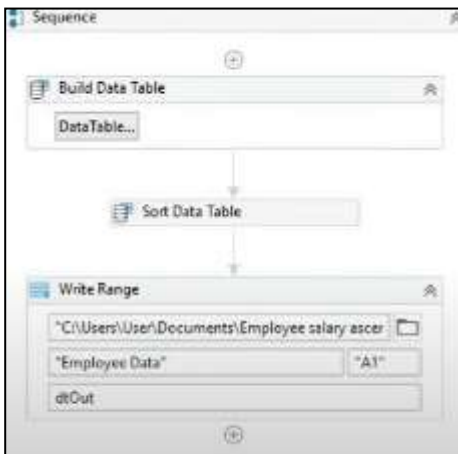 Sequence
Build Data Table
DataTable...
Sort Data Table
Write Range
"C:\Users\User\Documents\Employee salary ascer
"Employee Data" "A1"
dtOut